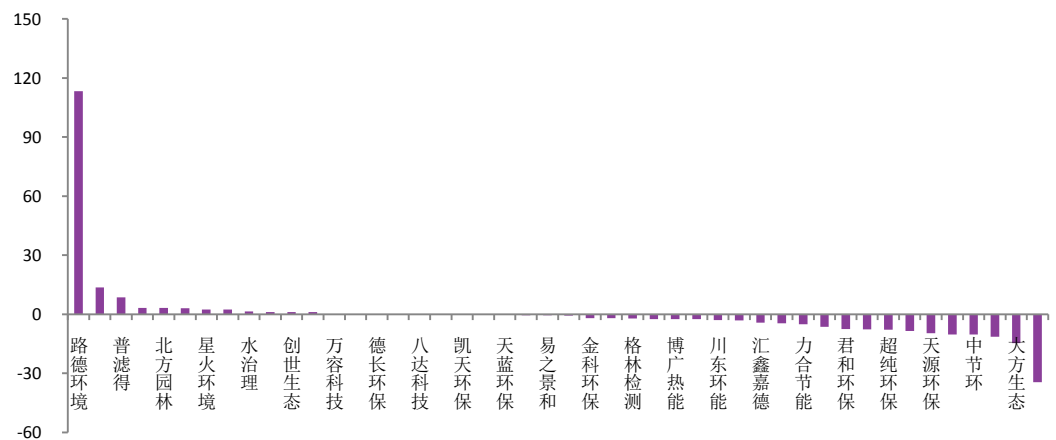 150
120
90
60
30
0
-30
-60
路德环境
普滤得
北方园林
星火环境
水治理
创世生态
万容科技
德长环保
八达科技
凯天环保
天蓝环保
易之景和
金科环保
格林检测
博广热能
川东环能
汇鑫嘉德
力合节能
君和环保
超纯环保
天源环保
中节环
大方生态